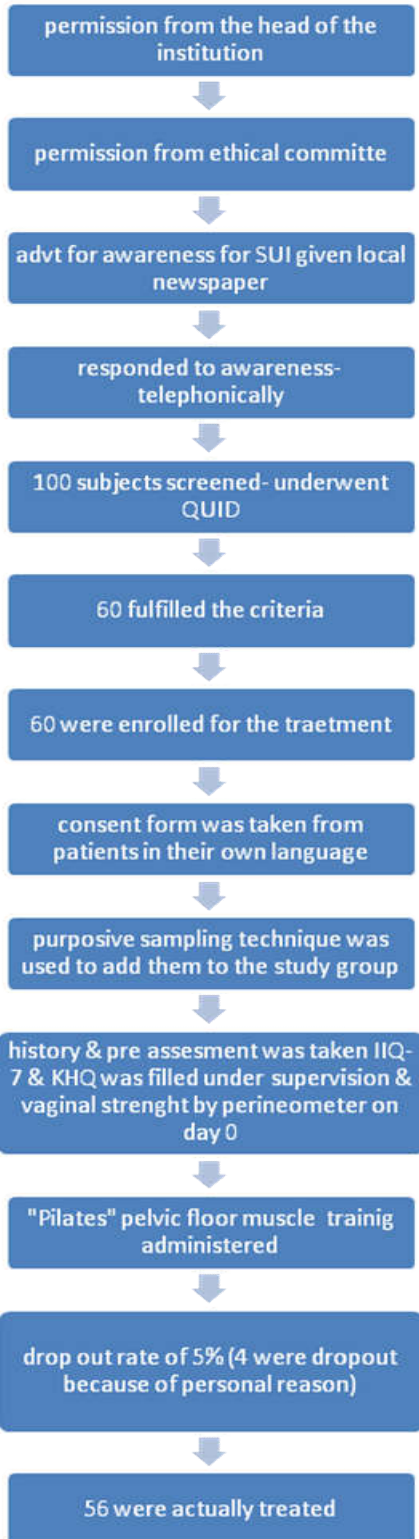 permission from the head of the
institution
permission from ethical committe
advt for awareness for SUI given local
newspaper
responded to awareness-
telephonically
100 subjects screened- underwent
QUID
60 fulfilled the criteria
60 were enrolled for the traetment
consent form was taken from
patients in their own language
purposive sampling technique was
used to add them to the study group
history & pre assesment was taken IIQ-
7 & KHQ was filled under supervision &
vaginal strenght by perineometer on
day 0
"Pilates" pelvic floor muscle trainig
administered
drop out rate of 5% (4 were dropout
because of personal reason)
56 were actually treated